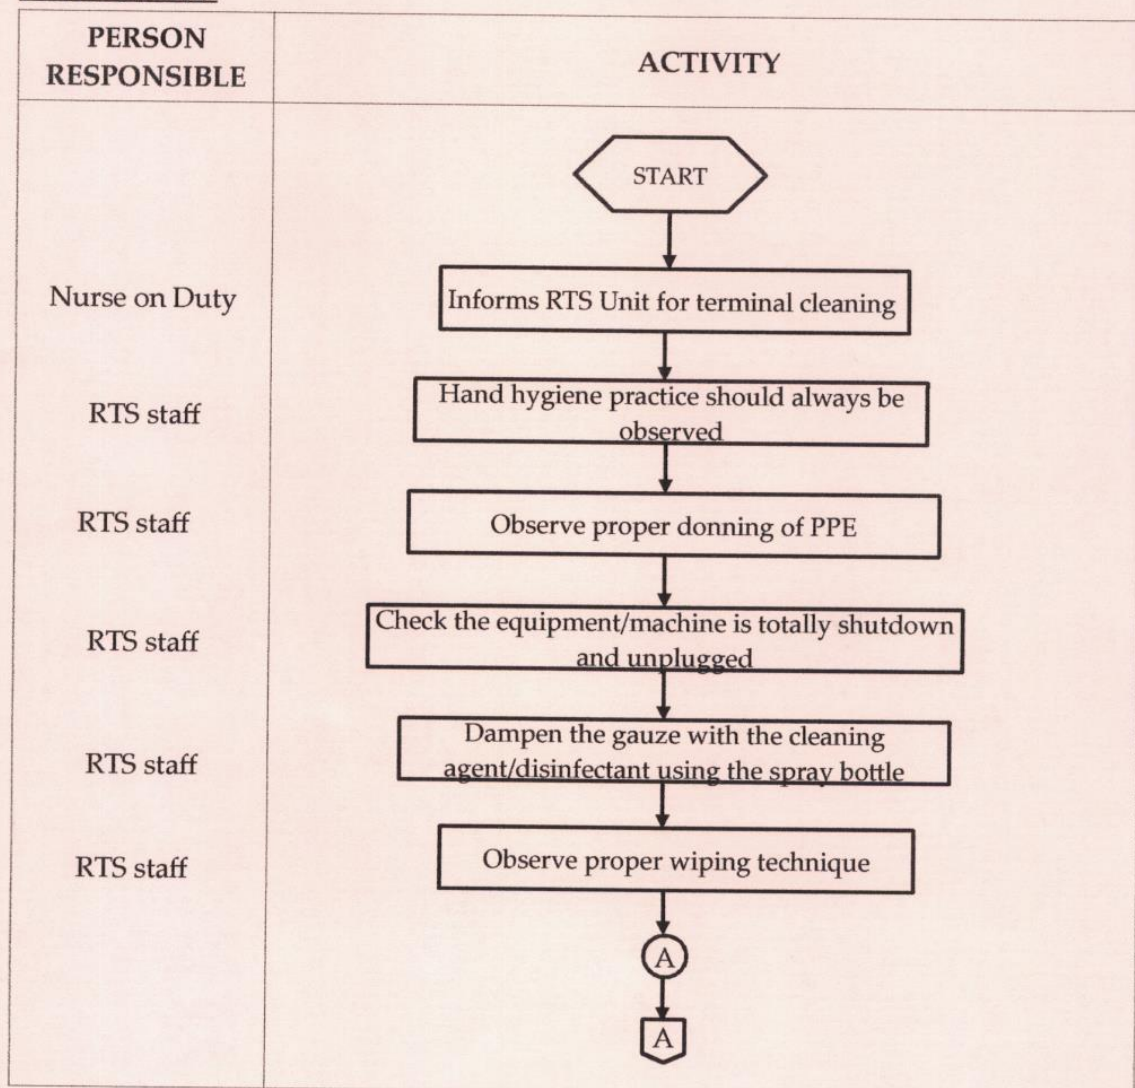 PERSON
RESPONSIBLE
ACTIVITY
START
Nurse on Duty
Informs RTS Unit for terminal cleaning
RTS staff
Hand hygiene practice should always be
observed
RTS staff
Observe proper donning of PPE
RTS staff
Check the equipment/machine is totally shutdown
and unplugged
RTS staff
Dampen the gauze with the cleaning
agent/disinfectant using the spray bottle
RTS staff
Observe proper wiping technique
A
A